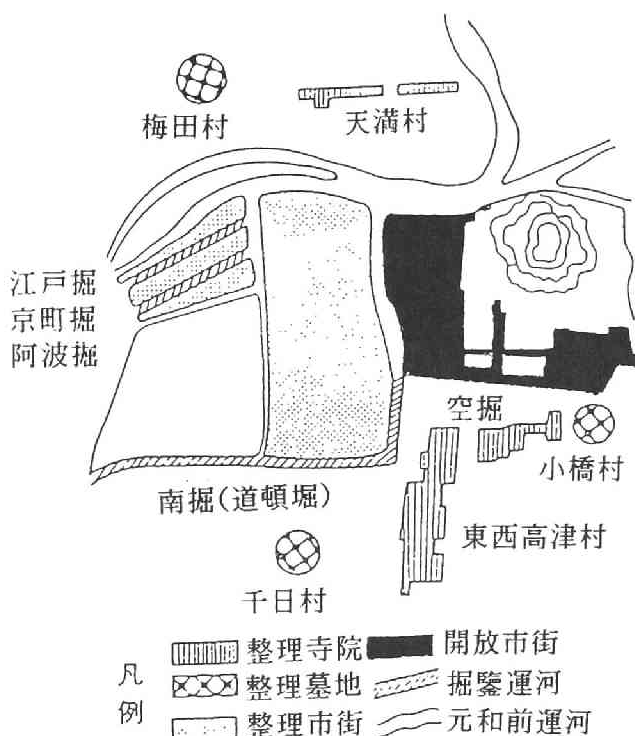 梅田村
天満村
江戸掘
京町掘
阿波掘
空掘
小橋村
南掘(道頓堀)
東西高津村
千日村
凡例
整理寺院
開放市街
整理墓地
掘鑿運河
整理市街
元和前運河